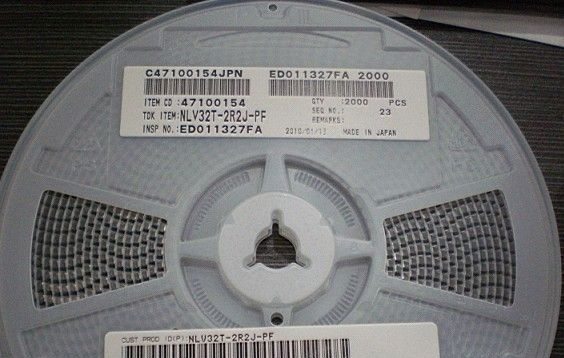 C47100154JPN ED011327FA 2000
ITEM CD :47100154 QTY :2000 PCS
TDK ITEM:NLV32T-2R2J-PF SEQ NO.: 23
INSP NO.:ED011327FA REMARKS:
2010/01/13 MADE IN JAPAN
CUST PROD ID(P):NLV32T-2R2J-PF